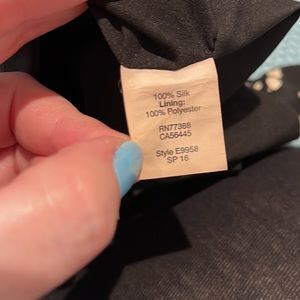 100% Silk
Lining:
100% Polyester
RN77388
CA56445
Style E9958
SP 16